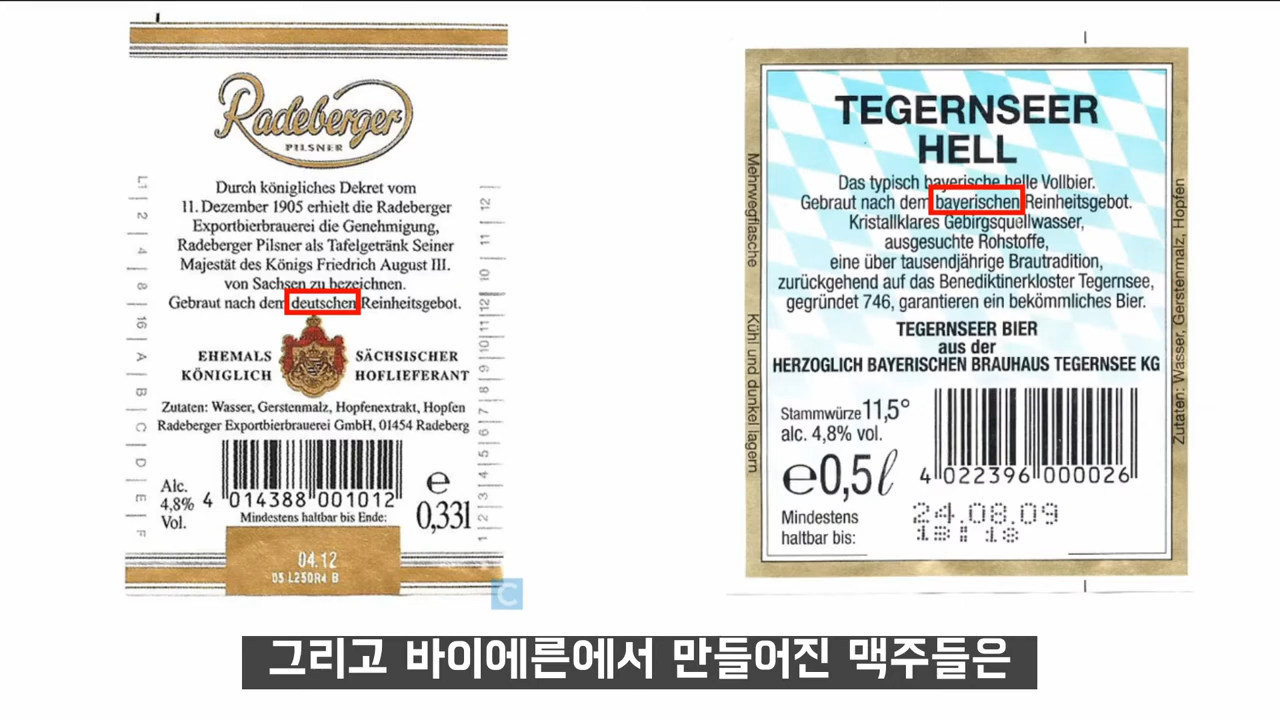 Radeberger
PILSNER
Durch königliches Dekret vom
11. Dezember 1905 erhielt die Radeberger
Exportbierbrauerei die Genehmigung,
Radeberger Pilsner als Tafelgetränk Seiner
Majestät des Königs Friedrich August III.
von Sachsen zu bezeichnen.
Gebraut nach dem deutschen Reinheitsgebot.
EHEMALS SÄCHSISCHER
KÖNIGLICH HOFLIEFERANT
Zutaten: Wasser, Gerstenmalz, Hopfenextrakt, Hopfen
Radeberger Exportbierbrauerei GmbH, 01454 Radeberg
Alc.
4,8%
Vol.
4 014388 001012
Mindestens haltbar bis Ende:
e
0,33l
04.12
05 L250R4 B
C
TEGERNSEER
HELL
Das typisch bayerische helle Vollbier.
Gebraut nach dem bayerischen Reinheitsgebot.
Kristallklares Gebirgsquellwasser,
ausgesuchte Rohstoffe,
eine über tausendjährige Brautradition,
zurückgehend auf das Benediktinerkloster Tegernsee,
gegründet 746, garantieren ein bekömmliches Bier.
TEGERNSEER BIER
aus der
HERZOGLICH BAYERISCHEN BRAUHAUS TEGERNSEE KG
Stammwürze 11,5°
alc. 4,8% vol.
e 0,5 l
4 022396 000026
Mindestens
haltbar bis:
24.08.09
Mehrwegflasche Kühl und dunkel lagern
Zutaten: Wasser, Gerstenmalz, Hopfen
그리고 바이에른에서 만들어진 맥주들은